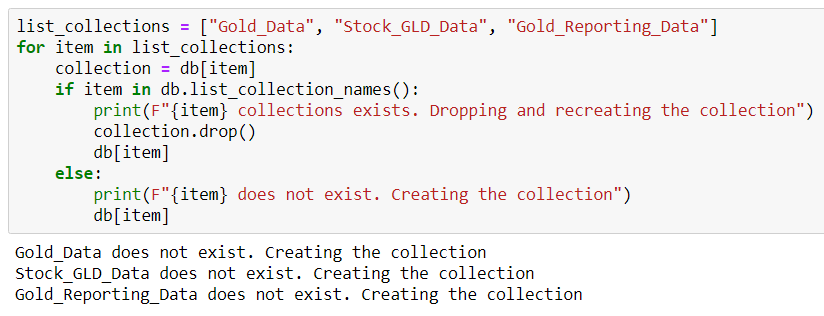 list_collections = ["Gold_Data", "Stock_GLD_Data", "Gold_Reporting_Data"]
for item in list_collections:
    collection = db[item]
    if item in db.list_collection_names():
        print(F"{item} collections exists. Dropping and recreating the collection")
        collection.drop()
        db[item]
    else:
        print(F"{item} does not exist. Creating the collection")
        db[item]
Gold_Data does not exist. Creating the collection
Stock_GLD_Data does not exist. Creating the collection
Gold_Reporting_Data does not exist. Creating the collection